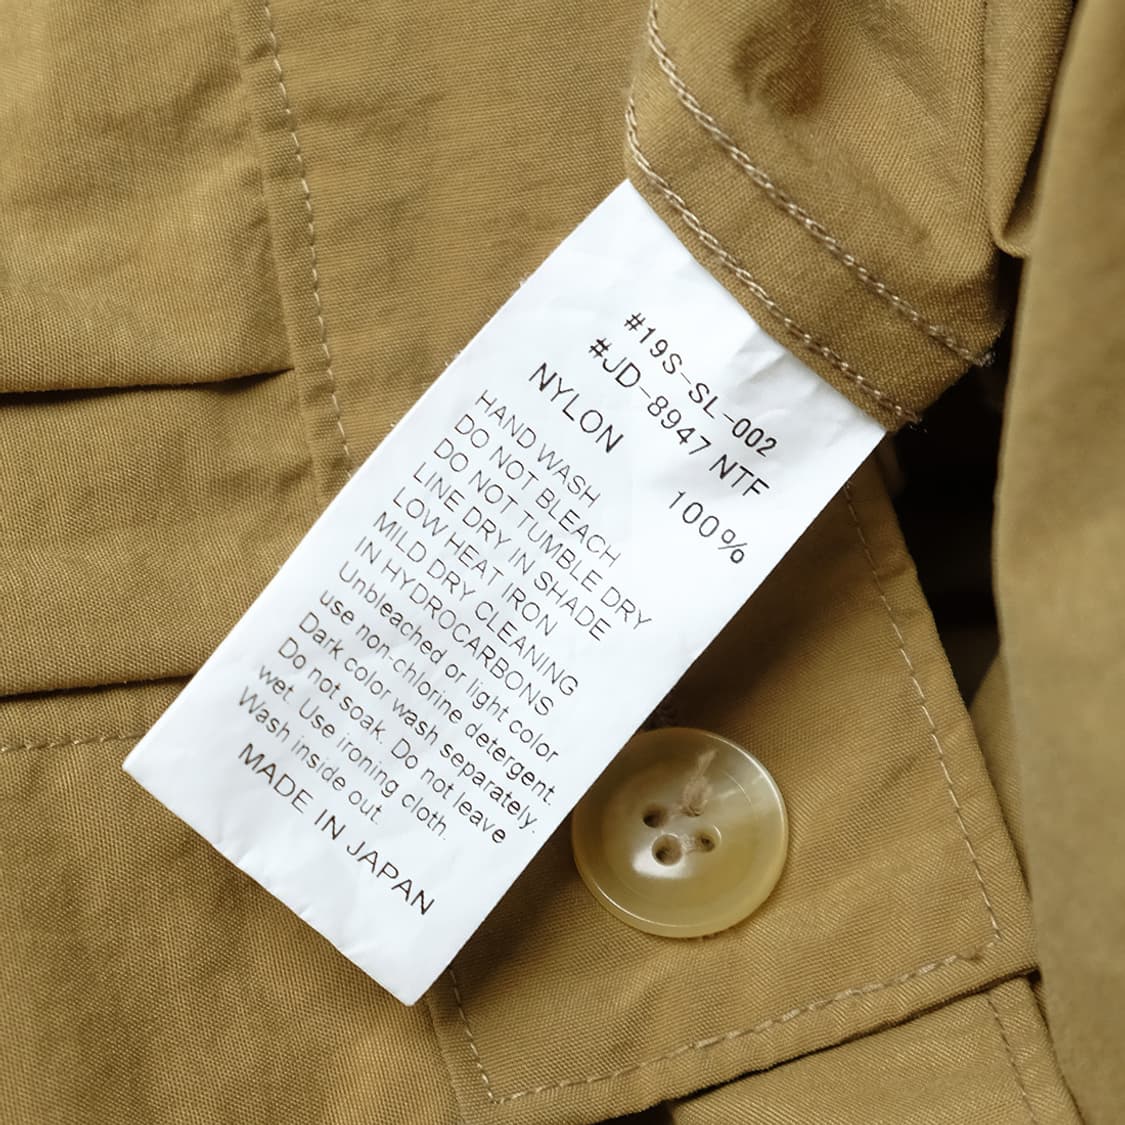 #19S-SL-002
#JD-8947 NTF
NYLON 100%
HAND WASH
DO NOT BLEACH
DO NOT TUMBLE DRY
LINE DRY IN SHADE
LOW HEAT IRON
MILD DRY CLEANING
IN HYDROCARBONS
Unbleached or light color
use non-chlorine detergent.
Dark color wash separately.
Do not soak. Do not leave
wet. Use ironing cloth.
Wash inside out.
MADE IN JAPAN